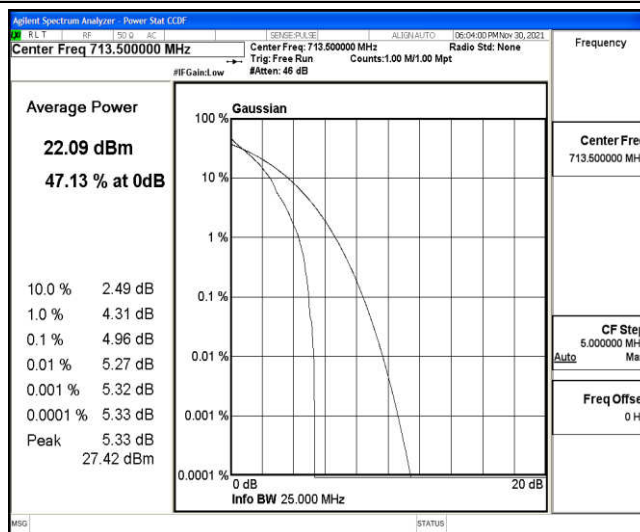 Agilent Spectrum Analyzer - Power Stat CCDF
RLT RF 50 Ω AC SENSE:PULSE ALIGNAUTO 06:04:00 PM Nov 30, 2021
Center Freq 713.500000 MHz
Center Freq: 713.500000 MHz Radio Std: None
Trig: Free Run Counts:1.00 M/1.00 Mpt
#IFGain:Low #Atten: 46 dB
Frequency
Average Power
22.09 dBm
47.13 % at 0dB
10.0 % 2.49 dB
1.0 % 4.31 dB
0.1 % 4.96 dB
0.01 % 5.27 dB
0.001 % 5.32 dB
0.0001 % 5.33 dB
Peak 5.33 dB
27.42 dBm
Gaussian
100 %
10 %
1 %
0.1 %
0.01 %
0.001 %
0.0001 %
0 dB 20 dB
Info BW 25.000 MHz
Center Fre
713.500000 MH
CF Ste
5.000000 MH
Auto Ma
Freq Offse
0 H
MSG STATUS